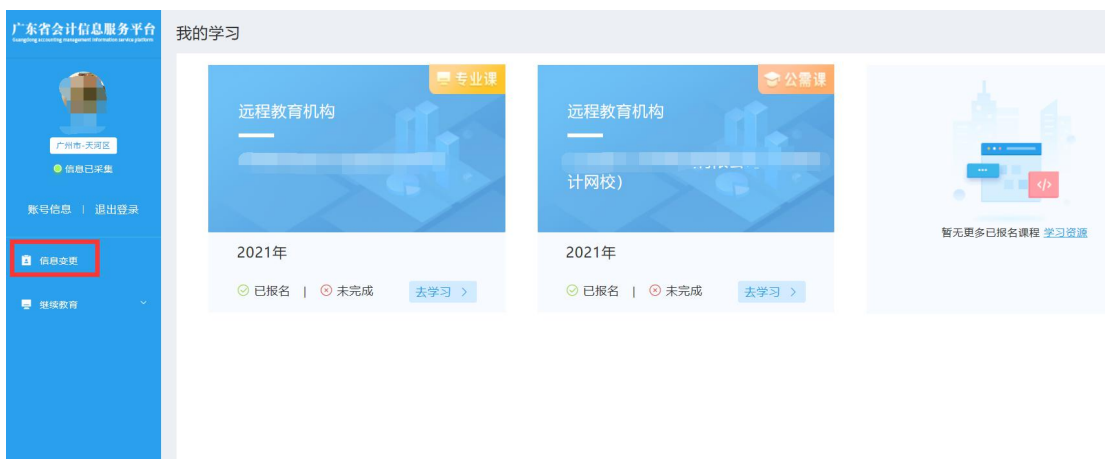 广东省会计信息服务平台
Guangdong accounting management information service platform
我的学习
广州市-天河区
信息已采集
账号信息 | 退出登录
信息变更
继续教育
专业课
远程教育机构
2021年
已报名 | 未完成 去学习 >
公需课
远程教育机构
计网校）
2021年
已报名 | 未完成 去学习 >
暂无更多已报名课程 学习资源